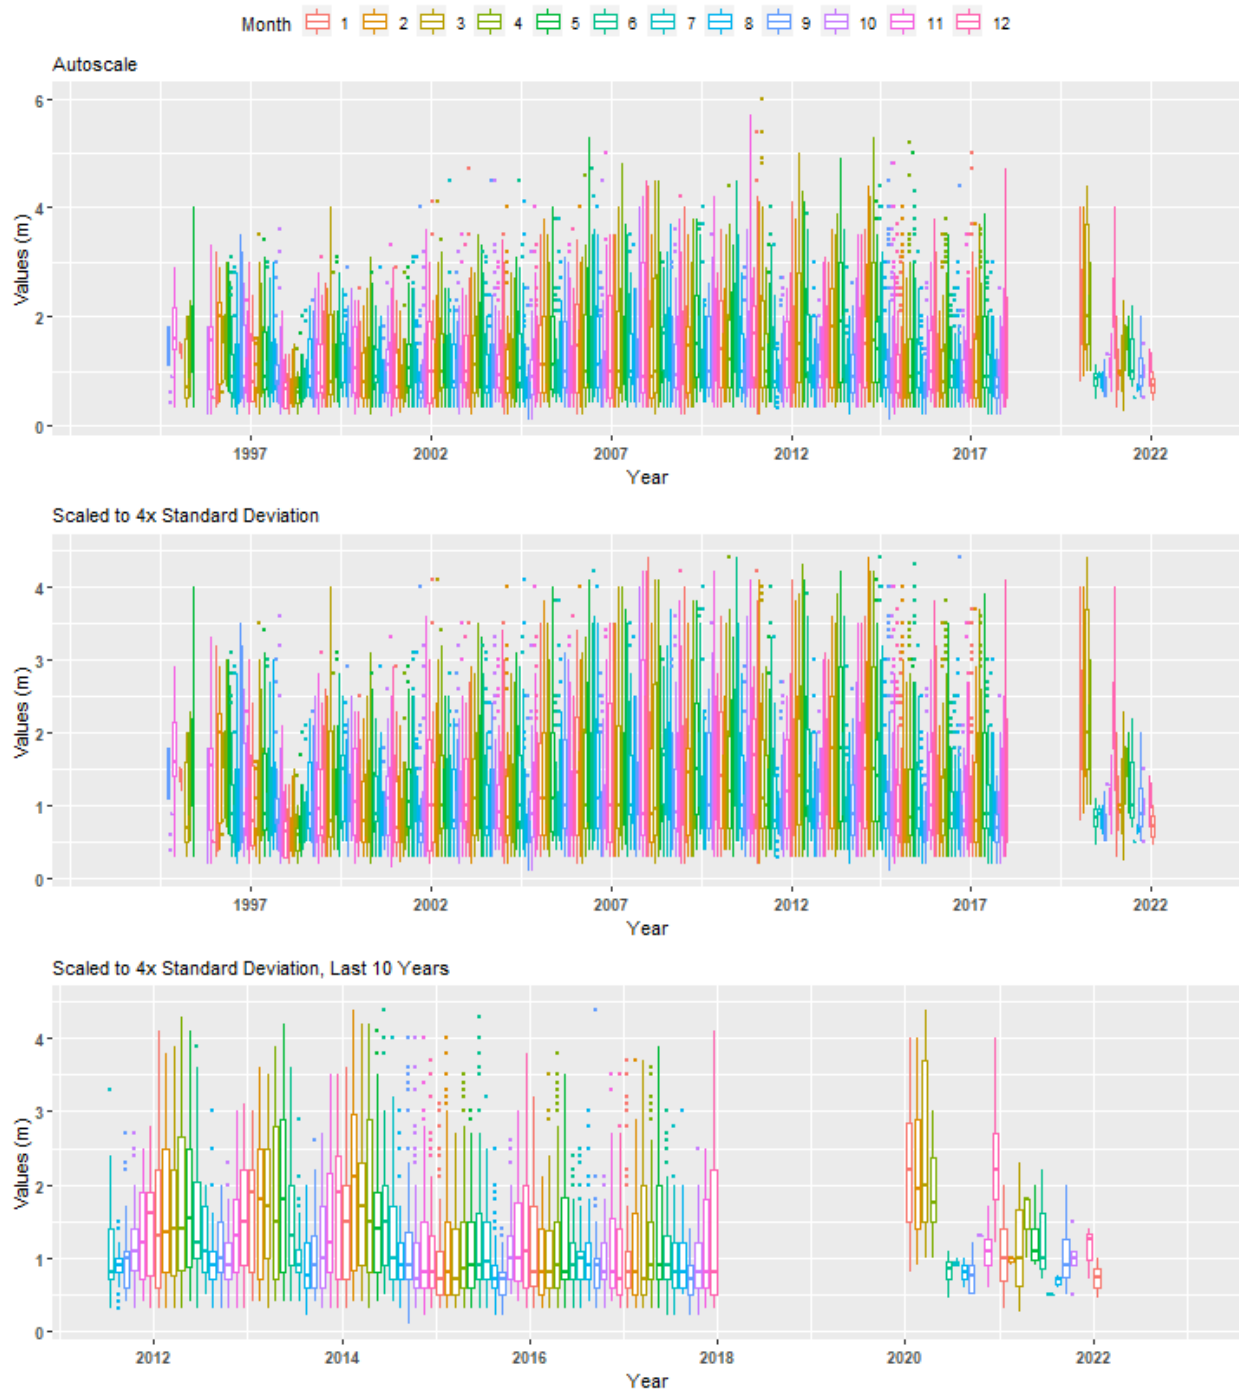 Month 1 2 3 4 5 6 7 8 9 10 11 12
Autoscale
Values (m)
6
4
2
0
1997 2002 2007 2012 2017 2022
Year
Scaled to 4x Standard Deviation
Values (m)
4
3
2
1
0
1997 2002 2007 2012 2017 2022
Year
Scaled to 4x Standard Deviation, Last 10 Years
Values (m)
4
3
2
1
0
2012 2014 2016 2018 2020 2022
Year